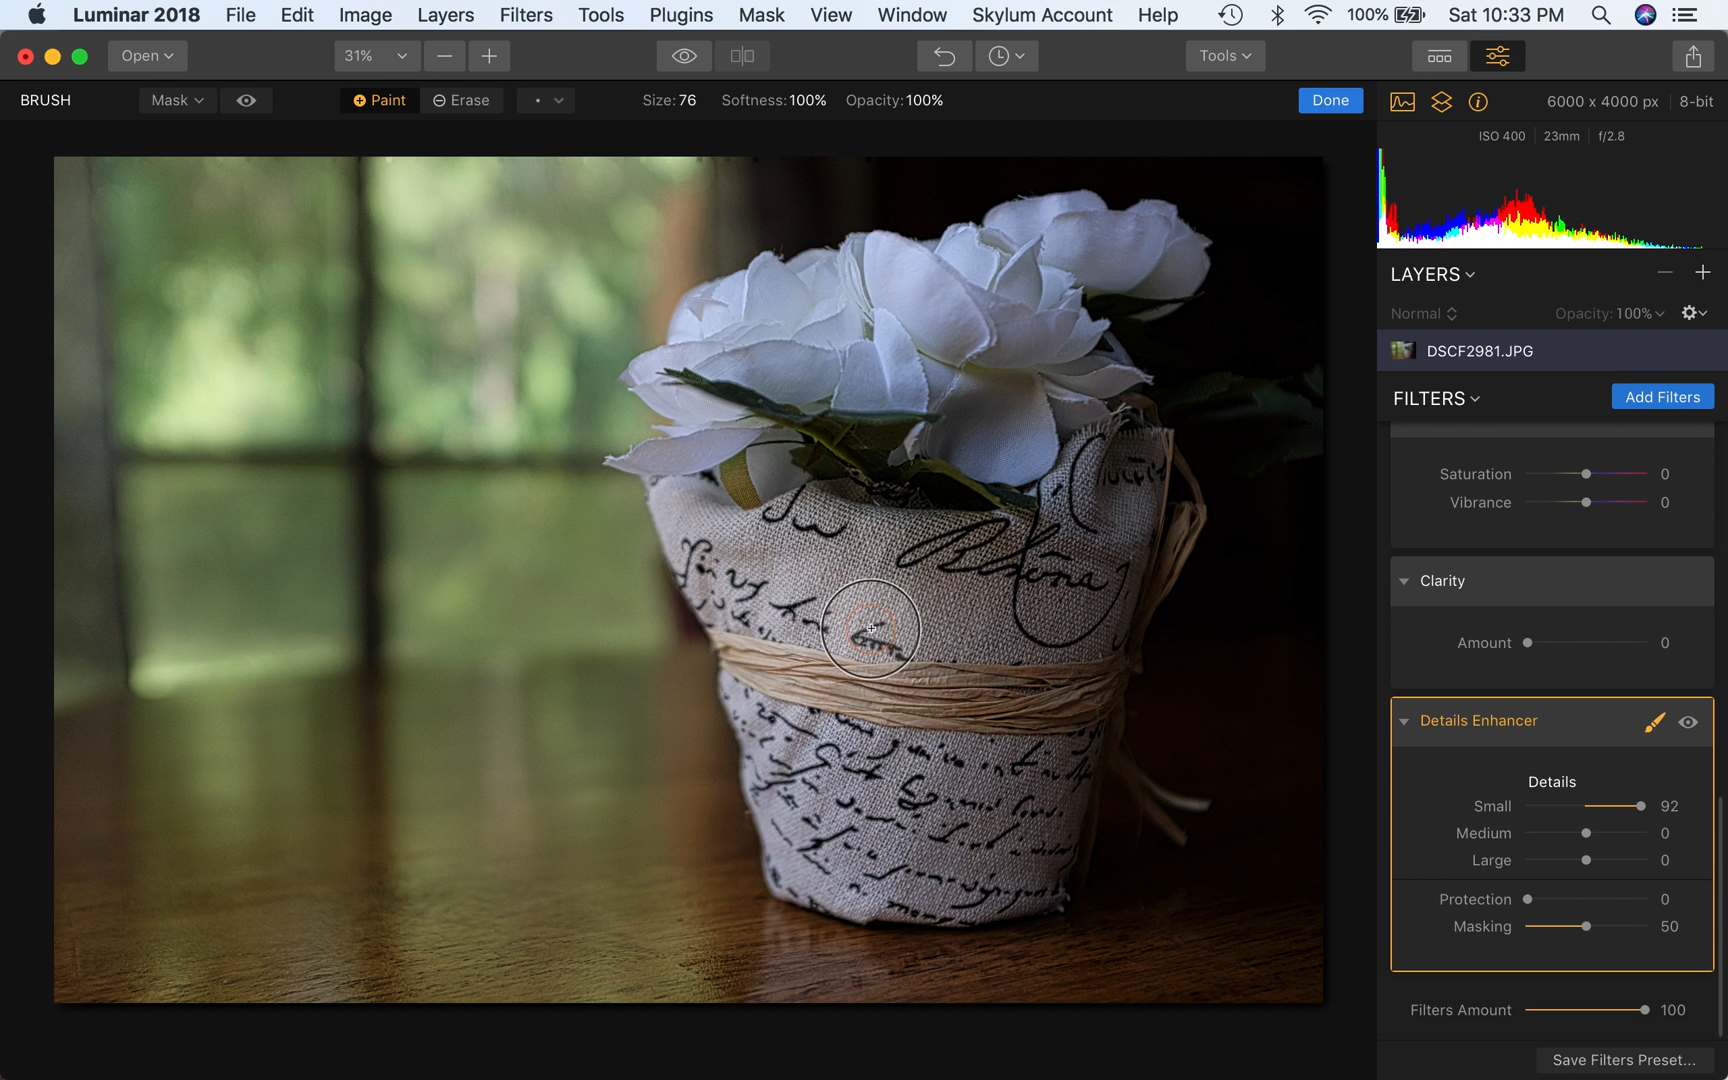 Luminar 2018 File Edit Image Layers Filters Tools Plugins Mask View Window Skylum Account Help 100% Sat 10:33 PM
Open 31% Tools
BRUSH Mask Paint Erase Size: 76 Softness: 100% Opacity: 100% Done 6000 x 4000 px 8-bit
ISO 400 23mm f/2.8
LAYERS
Normal Opacity: 100%
DSCF2981.JPG
FILTERS Add Filters
Saturation 0
Vibrance 0
Clarity
Amount 0
Details Enhancer
Details
Small 92
Medium 0
Large 0
Protection 0
Masking 50
Filters Amount 100
Save Filters Preset...